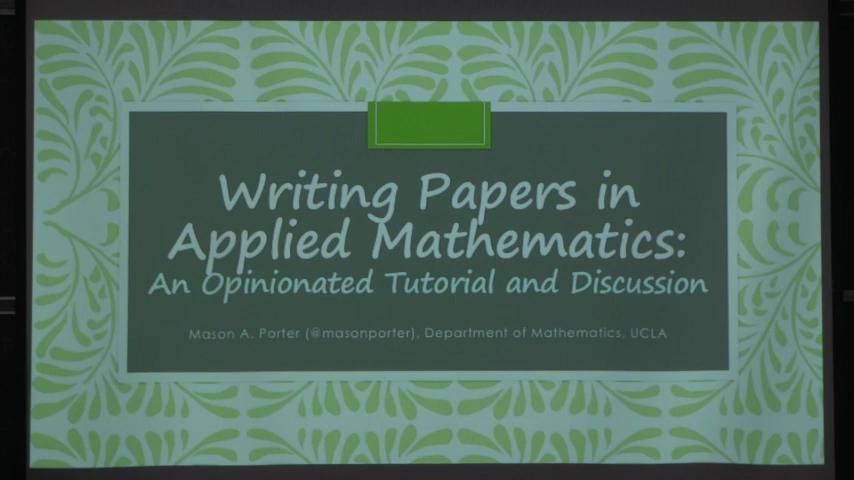 Writing Papers in
Applied Mathematics:
An Opinionated Tutorial and Discussion
Mason A. Porter (@masonporter), Department of Mathematics, UCLA